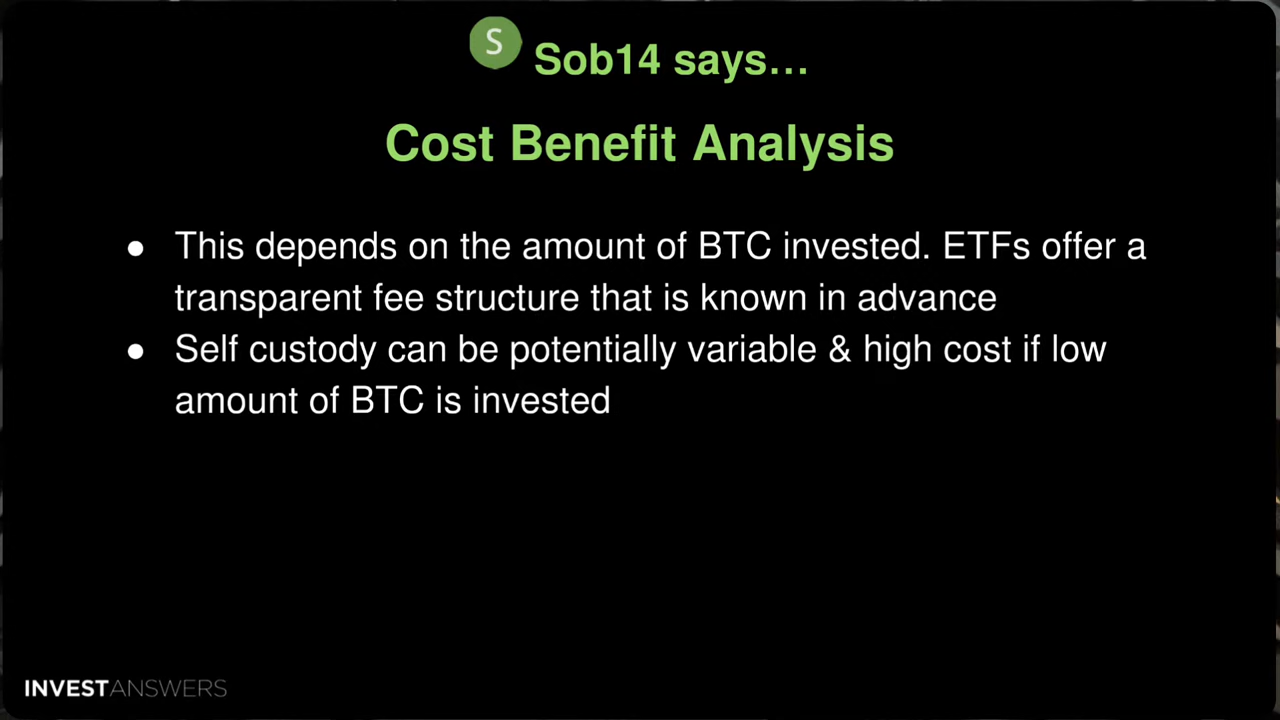 S
Sob14 says…
Cost Benefit Analysis
● This depends on the amount of BTC invested. ETFs offer a
transparent fee structure that is known in advance
● Self custody can be potentially variable & high cost if low
amount of BTC is invested
INVESTANSWERS